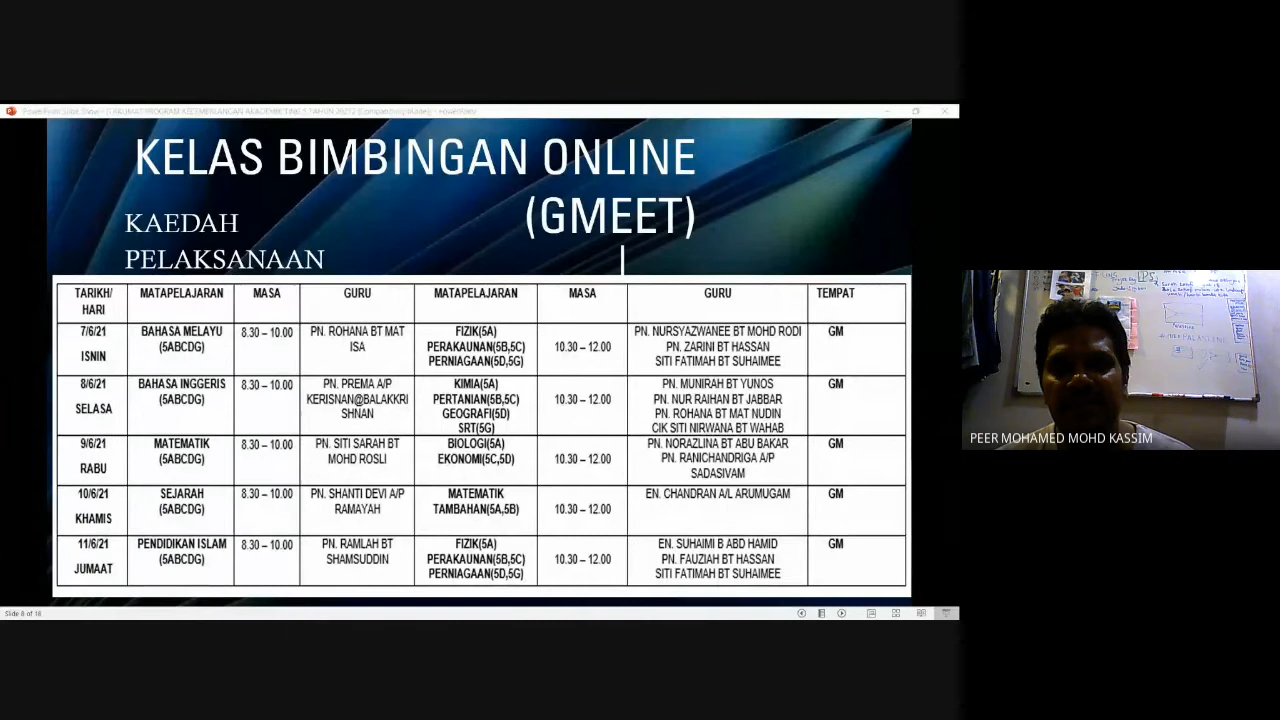 KELAS BIMBINGAN ONLINE
(GMEET)
KAEDAH
PELAKSANAAN
TARIKH/ HARI MATAPELAJARAN MASA GURU MATAPELAJARAN MASA GURU TEMPAT
7/6/21 BAHASA MELAYU 8.30 – 10.00 PN. ROHANA BT MAT FIZIK(5A) PN. NURSYAZWANEE BT MOHD RODI GM
(5ABCDG) ISA PERAKAUNAN(5B,5C) 10.30 – 12.00 PN. ZARINI BT HASSAN
ISNIN PERNIAGAAN(5D,5G) SITI FATIMAH BT SUHAIMEE
8/6/21 BAHASA INGGERIS 8.30 – 10.00 PN. PREMA A/P KIMIA(5A) PN. MUNIRAH BT YUNOS GM
(5ABCDG) KERISNAN@BALAKKRI PERTANIAN(5B,5C) 10.30 – 12.00 PN. NUR RAIHAN BT JABBAR
SELASA SHNAN GEOGRAFI(5D) PN. ROHANA BT MAT NUDIN
SRT(5G) CIK SITI NIRWANA BT WAHAB
9/6/21 MATEMATIK 8.30 – 10.00 PN. SITI SARAH BT BIOLOGI(5A) PN. NORAZLINA BT ABU BAKAR GM
(5ABCDG) MOHD ROSLI EKONOMI(5C,5D) 10.30 – 12.00 PN. RANICHANDRIGA A/P
RABU SADASIVAM
10/6/21 SEJARAH 8.30 – 10.00 PN. SHANTI DEVI A/P MATEMATIK EN. CHANDRAN A/L ARUMUGAM GM
(5ABCDG) RAMAYAH TAMBAHAN(5A,5B) 10.30 – 12.00
KHAMIS
11/6/21 PENDIDIKAN ISLAM 8.30 – 10.00 PN. RAMLAH BT FIZIK(5A) EN. SUHAIMI B ABD HAMID GM
(5ABCDG) SHAMSUDDIN PERAKAUNAN(5B,5C) 10.30 – 12.00 PN. FAUZIAH BT HASSAN
JUMAAT PERNIAGAAN(5D,5G) SITI FATIMAH BT SUHAIMEE
Slide 8 of 18
PEER MOHAMED MOHD KASSIM